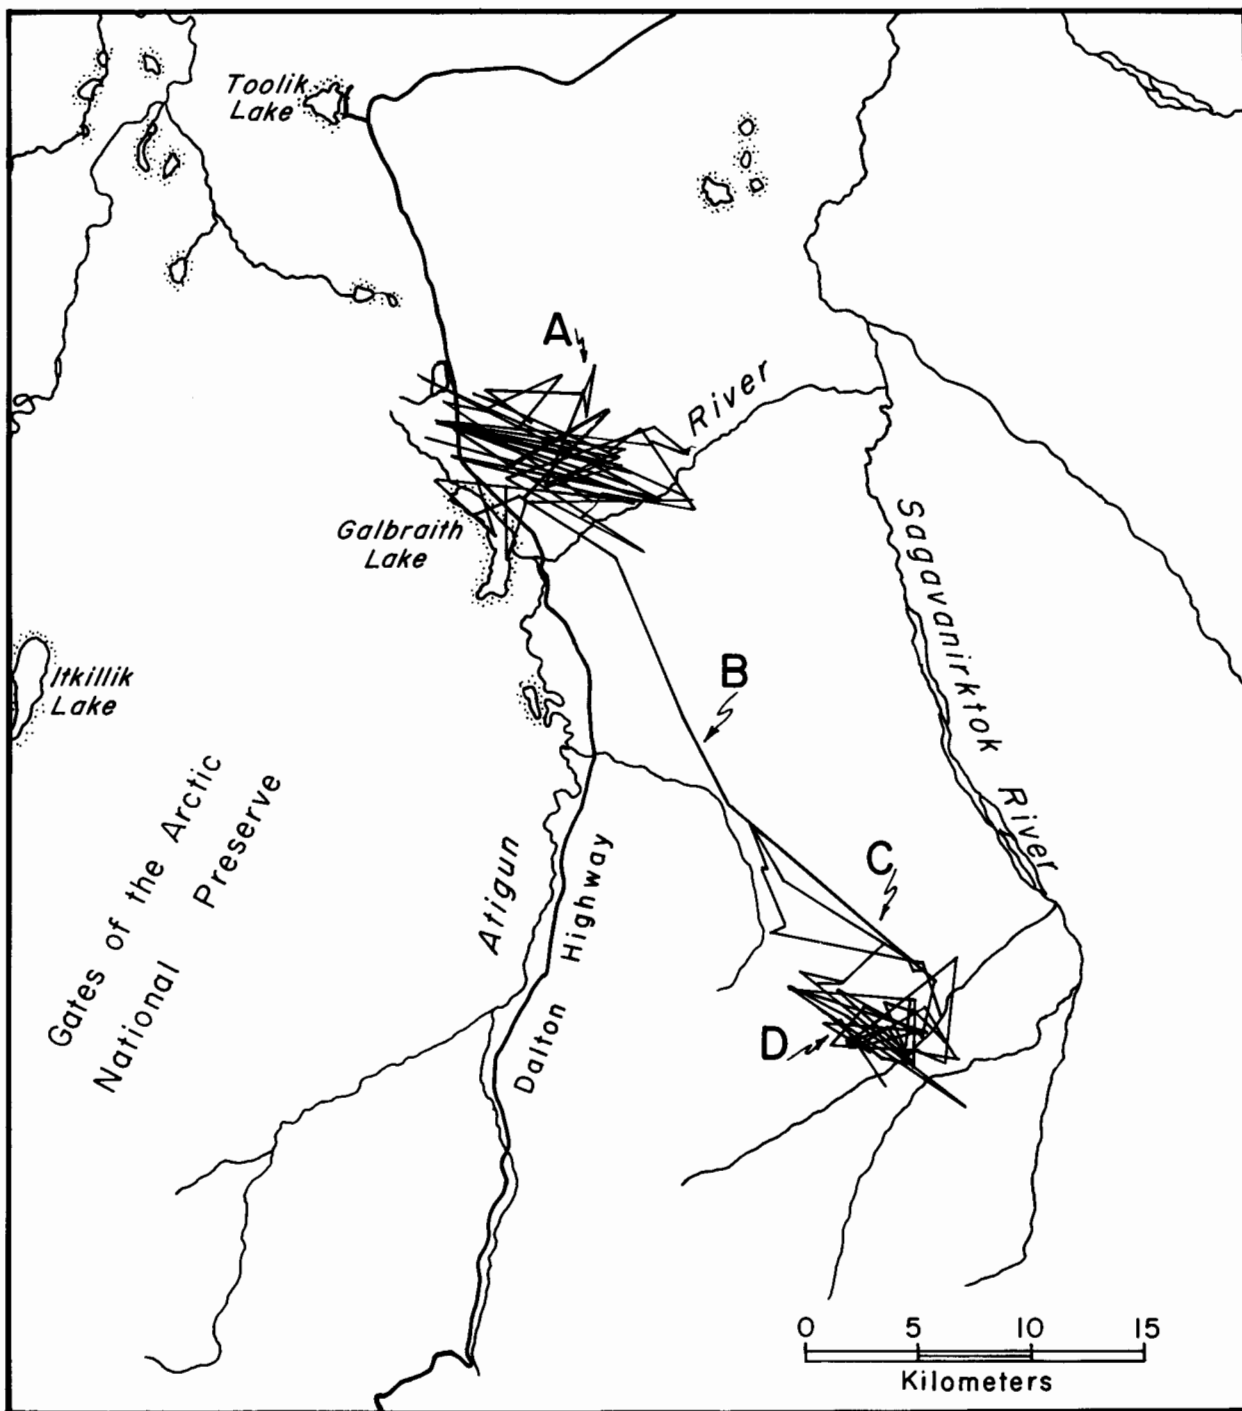 Toolik
Lake
A
River
Galbraith
Lake
Sagavanirktok River
Itkillik
Lake
B
Gates of the Arctic
National Preserve
Atigun
Dalton Highway
C
D
0 5 10 15
Kilometers